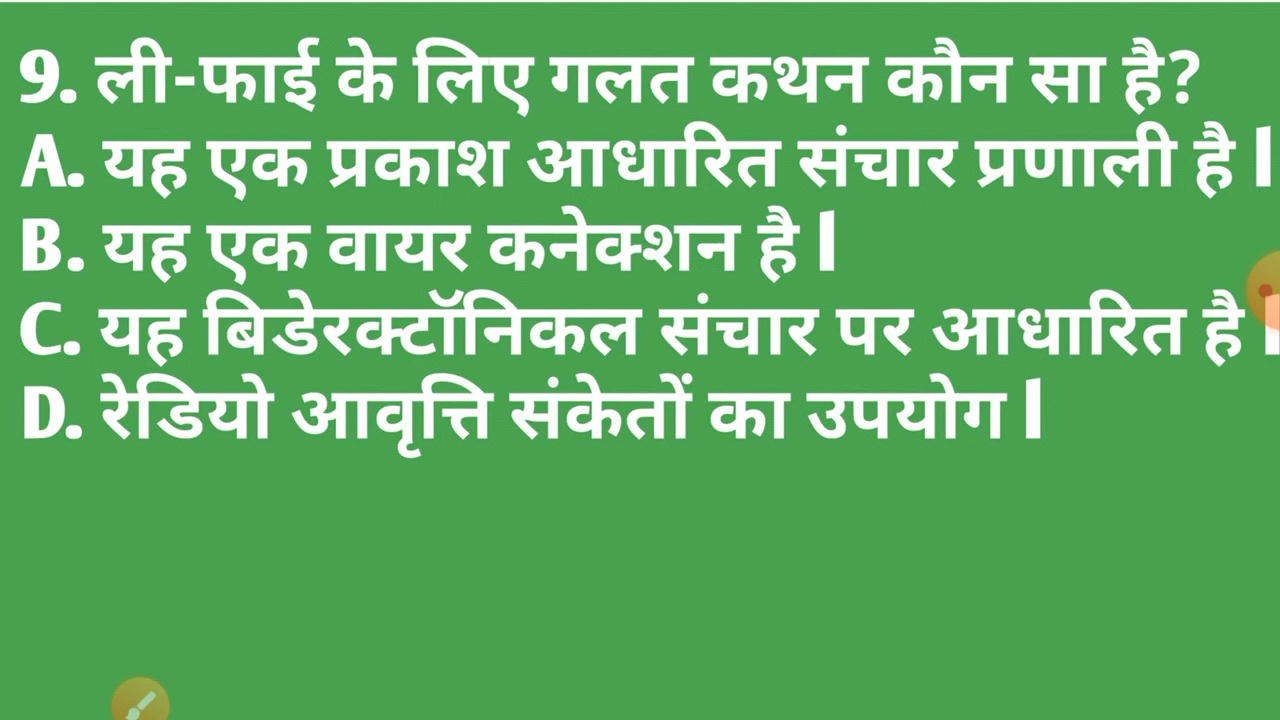 9. ली-फाई के लिए गलत कथन कौन सा है?
A. यह एक प्रकाश आधारित संचार प्रणाली है l
B. यह एक वायर कनेक्शन है l
C. यह बिडेरक्टॉनिकल संचार पर आधारित है l
D. रेडियो आवृत्ति संकेतों का उपयोग l